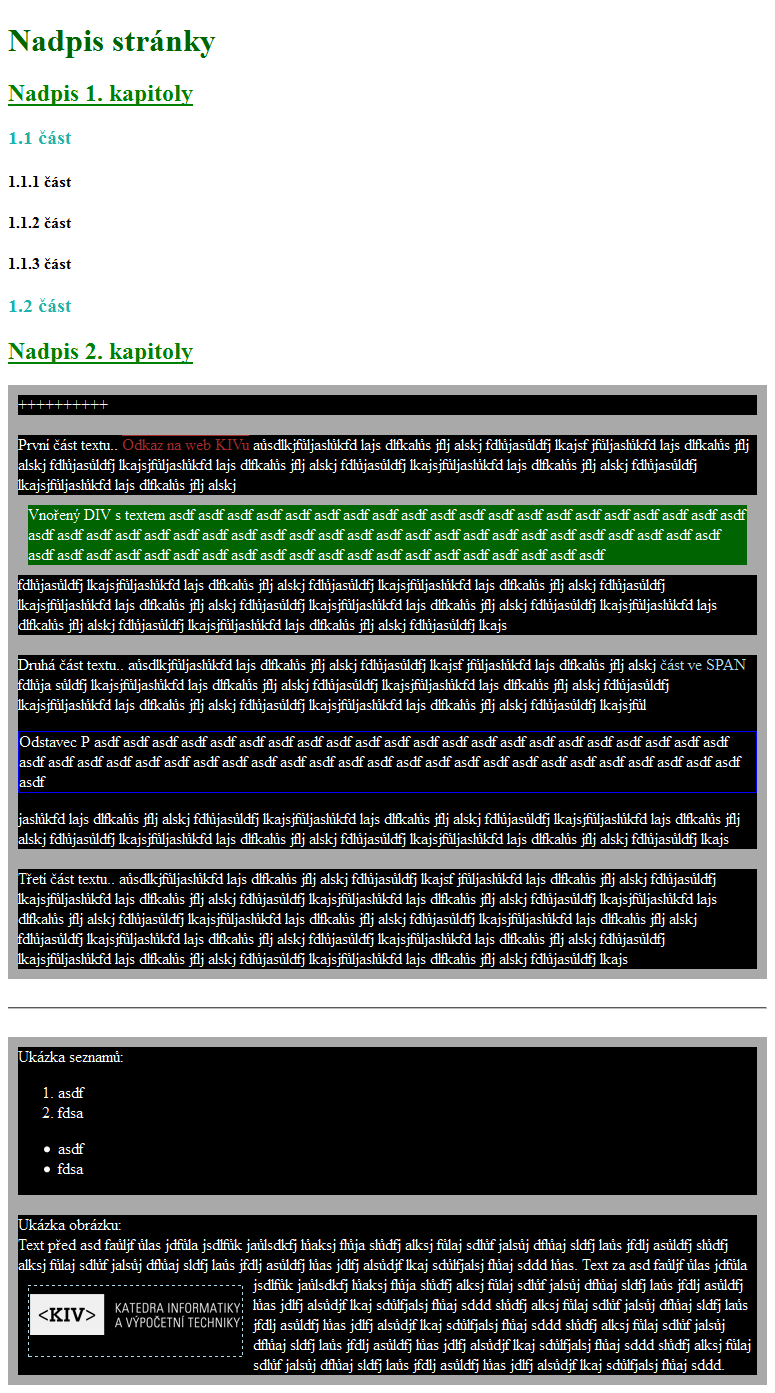 Nadpis stránky
Nadpis 1. kapitoly
1.1 část
1.1.1 část
1.1.2 část
1.1.3 část
1.2 část
Nadpis 2. kapitoly
++++++++++
První část textu.. Odkaz na web KIVu aůsdlkjfůljaslůkfd lajs dlfkalůs jflj alskj fdlůjasůldfj lkajsf jfůljaslůkfd lajs dlfkalůs jflj
alskj fdlůjasůldfj lkajsjfůljaslůkfd lajs dlfkalůs jflj alskj fdlůjasůldfj lkajsjfůljaslůkfd lajs dlfkalůs jflj alskj fdlůjasůldfj
lkajsjfůljaslůkfd lajs dlfkalůs jflj alskj
Vnořený DIV s textem asdf asdf asdf asdf asdf asdf asdf asdf asdf asdf asdf asdf asdf asdf asdf asdf asdf asdf asdf asdf
asdf asdf asdf asdf asdf asdf asdf asdf asdf asdf asdf asdf asdf asdf asdf asdf asdf asdf asdf asdf asdf asdf asdf asdf
asdf asdf asdf asdf asdf asdf asdf asdf asdf asdf asdf asdf asdf asdf asdf asdf asdf asdf asdf asdf
fdlůjasůldfj lkajsjfůljaslůkfd lajs dlfkalůs jflj alskj fdlůjasůldfj lkajsjfůljaslůkfd lajs dlfkalůs jflj alskj fdlůjasůldfj
lkajsjfůljaslůkfd lajs dlfkalůs jflj alskj fdlůjasůldfj lkajsjfůljaslůkfd lajs dlfkalůs jflj alskj fdlůjasůldfj lkajsjfůljaslůkfd lajs
dlfkalůs jflj alskj fdlůjasůldfj lkajsjfůljaslůkfd lajs dlfkalůs jflj alskj fdlůjasůldfj lkajs
Druhá část textu.. aůsdlkjfůljaslůkfd lajs dlfkalůs jflj alskj fdlůjasůldfj lkajsf jfůljaslůkfd lajs dlfkalůs jflj alskj část ve SPAN
fdlůja sůldfj lkajsjfůljaslůkfd lajs dlfkalůs jflj alskj fdlůjasůldfj lkajsjfůljaslůkfd lajs dlfkalůs jflj alskj fdlůjasůldfj
lkajsjfůljaslůkfd lajs dlfkalůs jflj alskj fdlůjasůldfj lkajsjfůljaslůkfd lajs dlfkalůs jflj alskj fdlůjasůldfj lkajsjfůl
Odstavec P asdf asdf asdf asdf asdf asdf asdf asdf asdf asdf asdf asdf asdf asdf asdf asdf asdf asdf asdf asdf asdf asdf
asdf asdf asdf asdf asdf asdf asdf asdf asdf asdf asdf asdf asdf asdf asdf asdf asdf asdf asdf asdf asdf asdf asdf asdf asdf
asdf
jaslůkfd lajs dlfkalůs jflj alskj fdlůjasůldfj lkajsjfůljaslůkfd lajs dlfkalůs jflj alskj fdlůjasůldfj lkajsjfůljaslůkfd lajs dlfkalůs jflj
alskj fdlůjasůldfj lkajsjfůljaslůkfd lajs dlfkalůs jflj alskj fdlůjasůldfj lkajsjfůljaslůkfd lajs dlfkalůs jflj alskj fdlůjasůldfj lkajs
Třetí část textu.. aůsdlkjfůljaslůkfd lajs dlfkalůs jflj alskj fdlůjasůldfj lkajsf jfůljaslůkfd lajs dlfkalůs jflj alskj fdlůjasůldfj
lkajsjfůljaslůkfd lajs dlfkalůs jflj alskj fdlůjasůldfj lkajsjfůljaslůkfd lajs dlfkalůs jflj alskj fdlůjasůldfj lkajsjfůljaslůkfd lajs
dlfkalůs jflj alskj fdlůjasůldfj lkajsjfůljaslůkfd lajs dlfkalůs jflj alskj fdlůjasůldfj lkajsjfůljaslůkfd lajs dlfkalůs jflj alskj
fdlůjasůldfj lkajsjfůljaslůkfd lajs dlfkalůs jflj alskj fdlůjasůldfj lkajsjfůljaslůkfd lajs dlfkalůs jflj alskj fdlůjasůldfj
lkajsjfůljaslůkfd lajs dlfkalůs jflj alskj fdlůjasůldfj lkajsjfůljaslůkfd lajs dlfkalůs jflj alskj fdlůjasůldfj lkajs
Ukázka seznamů:
1. asdf
2. fdsa
• asdf
• fdsa
Ukázka obrázku:
Text před asd faůljf ůlas jdfůla jsdlfůk jaůlsdkfj lůaksj flůja slůdfj alksj fůlaj sdlůf jalsůj dflůaj sldfj laůs jfdlj asůldfj slůdfj
alksj fůlaj sdlůf jalsůj dflůaj sldfj laůs jfdlj asůldfj lůas jdlfj alsůdjf lkaj sdůlfjalsj flůaj sddd lůas. Text za asd faůljf ůlas jdfůla
jsdlfůk jaůlsdkfj lůaksj flůja slůdfj alksj fůlaj sdlůf jalsůj dflůaj sldfj laůs jfdlj asůldfj
lůas jdlfj alsůdjf lkaj sdůlfjalsj flůaj sddd slůdfj alksj fůlaj sdlůf jalsůj dflůaj sldfj laůs
jfdlj asůldfj lůas jdlfj alsůdjf lkaj sdůlfjalsj flůaj sddd slůdfj alksj fůlaj sdlůf jalsůj
dflůaj sldfj laůs jfdlj asůldfj lůas jdlfj alsůdjf lkaj sdůlfjalsj flůaj sddd slůdfj alksj fůlaj
sdlůf jalsůj dflůaj sldfj laůs jfdlj asůldfj lůas jdlfj alsůdjf lkaj sdůlfjalsj flůaj sddd.
<KIV>
KATEDRA INFORMATIKY
A VÝPOČETNÍ TECHNIKY